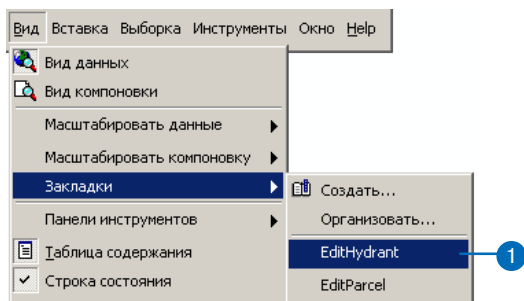 Вид Вставка Выборка Инструменты Окно Help
Вид данных
Вид компоновки
Масштабировать данные
Масштабировать компоновку
Закладки
Создать...
Панели инструментов
Организовать...
Таблица содержания
EditHydrant
1
Строка состояния
EditParcel